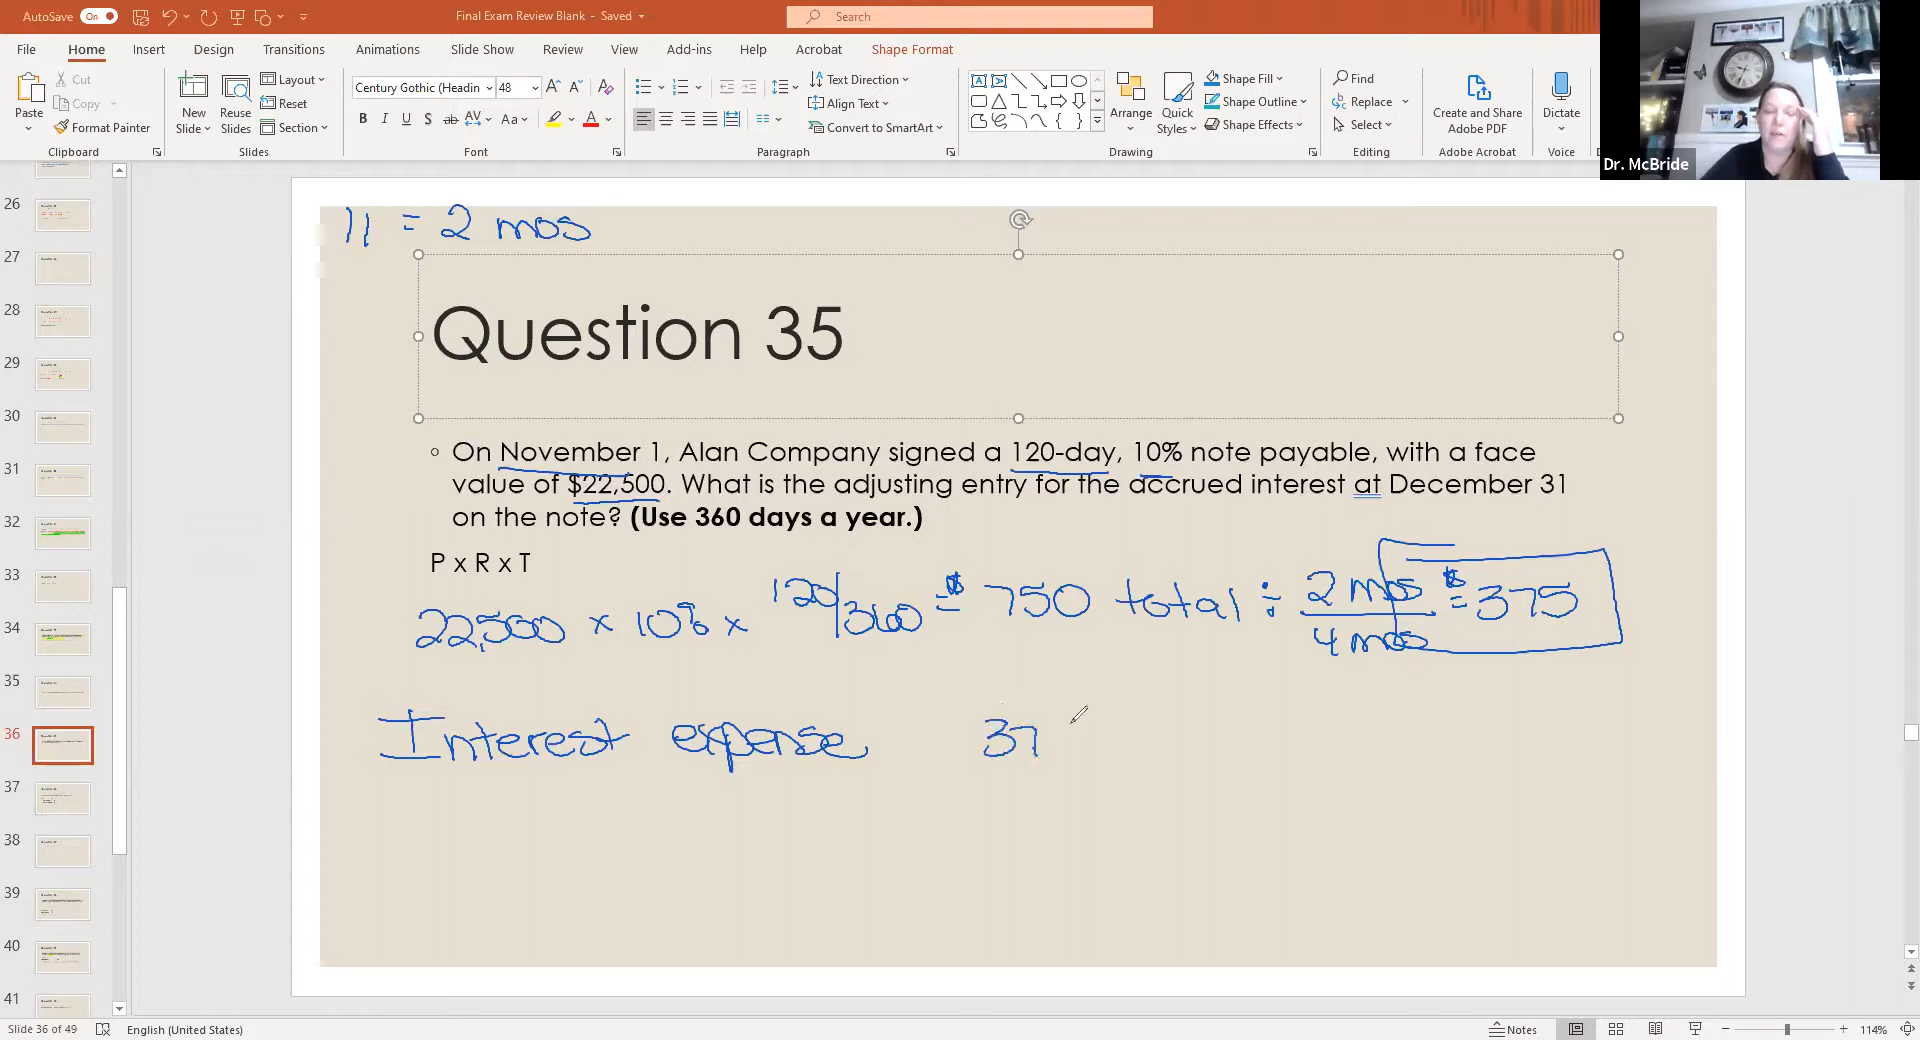 AutoSave On Final Exam Review Blank - Saved Search
File Home Insert Design Transitions Animations Slide Show Review View Add-ins Help Acrobat Shape Format
Paste
Cut
Copy
Format Painter
Clipboard
New Slide
Reuse Slides
Layout
Reset
Section
Slides
Century Gothic (Headin 48
B I U S ab AV Aa A
Font
Text Direction
Align Text
Convert to SmartArt
Paragraph
Arrange
Quick Styles
Shape Fill
Shape Outline
Shape Effects
Drawing
Find
Replace
Select
Editing
Create and Share Adobe PDF
Adobe Acrobat
Dictate
Voice
Dr. McBride
26
27
28
29
30
31
32
33
34
35
36
37
38
39
40
41
11 = 2 mos
Question 35
On November 1, Alan Company signed a 120-day, 10% note payable, with a face
value of $22,500. What is the adjusting entry for the accrued interest at December 31
on the note? (Use 360 days a year.)
P x R x T
22,500 x 10% x 120/360 = $750 total ÷ 2 mos/4 mos = $375
Interest expense 37
Slide 36 of 49 English (United States) Notes 114%